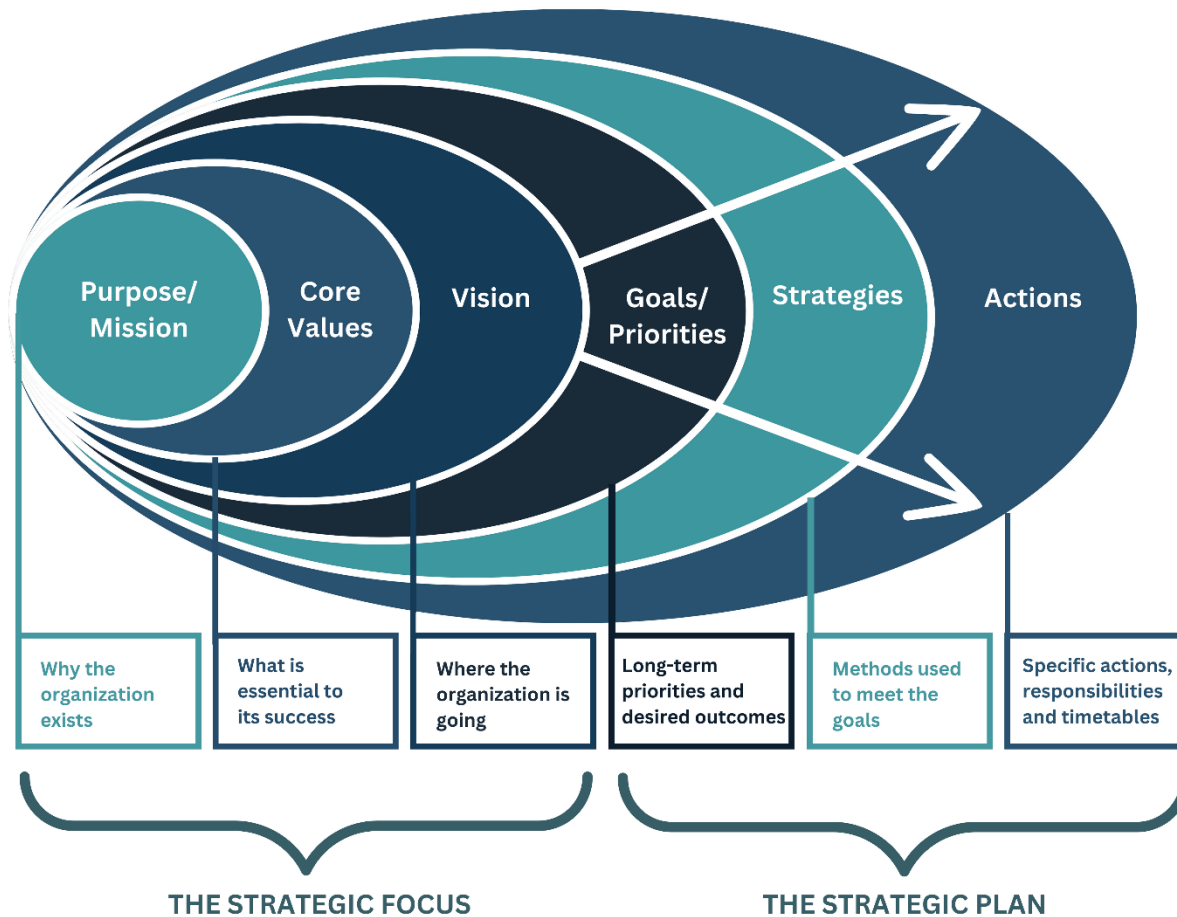 Purpose/
Mission
Core
Values
Vision
Goals/
Priorities
Strategies
Actions
Why the
organization
exists
What is
essential to
its success
Where the
organization is
going
Long-term
priorities and
desired outcomes
Methods used
to meet the
goals
Specific actions,
responsibilities
and timetables
THE STRATEGIC FOCUS
THE STRATEGIC PLAN